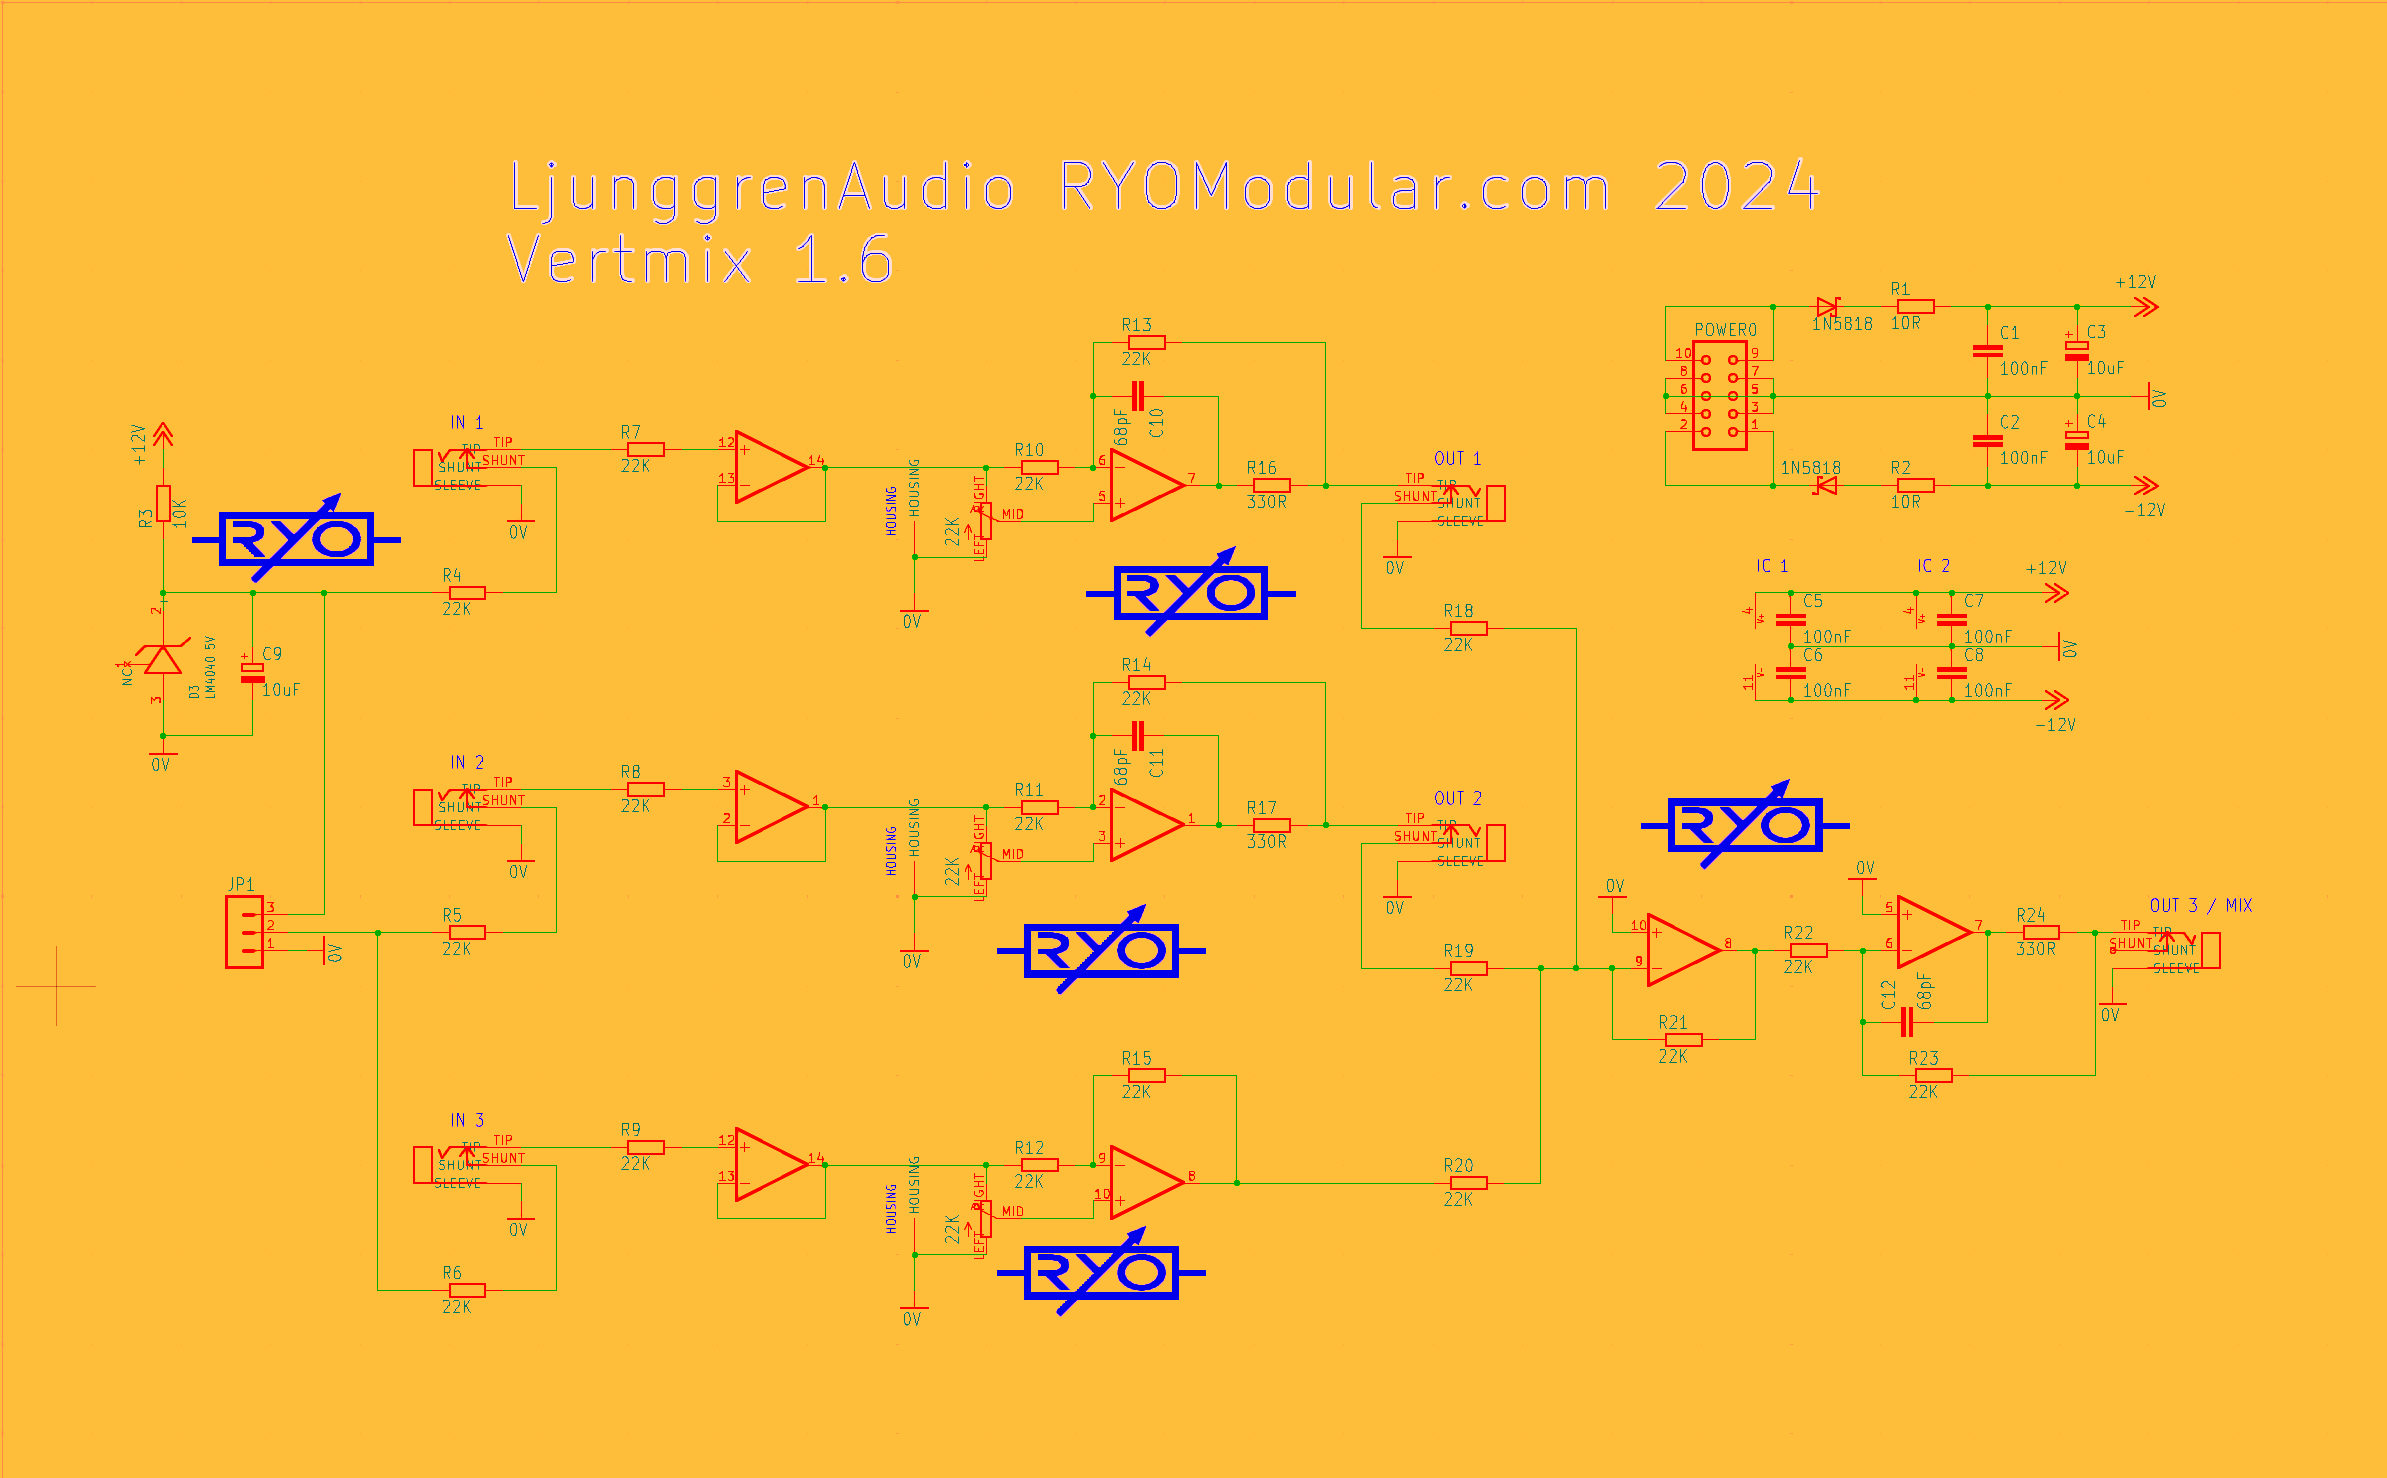 LjunggrenAudio RYOModular.com 2024
Vertmix 1.6
+12V
R3
10K
RYO
2
NC
D3
LM4040 5V
3
C9
10uF
+
0V
JP1
3
2
1
0V
IN 1
TIP
TIP
SHUNT
SHUNT
SLEEVE
0V
R4
22K
R7
22K
12
13
14
HOUSING
HOUSING
RIGHT
22K
LEFT
MID
0V
R10
22K
R13
22K
68pF
C10
6
5
7
R16
330R
OUT 1
TIP
TIP
SHUNT
SHUNT
SLEEVE
0V
RYO
R18
22K
IN 2
TIP
TIP
SHUNT
SHUNT
SLEEVE
0V
R5
22K
R8
22K
3
2
1
HOUSING
HOUSING
RIGHT
22K
LEFT
MID
0V
R11
22K
R14
22K
68pF
C11
2
3
1
R17
330R
OUT 2
TIP
TIP
SHUNT
SHUNT
SLEEVE
0V
RYO
R19
22K
IN 3
TIP
TIP
SHUNT
SHUNT
SLEEVE
0V
R6
22K
R9
22K
12
13
14
HOUSING
HOUSING
RIGHT
22K
LEFT
MID
0V
R12
22K
R15
22K
9
10
8
RYO
R20
22K
POWER0
10 9
8 7
6 5
4 3
2 1
1N5818
R1
10R
C1
100nF
+
C3
10uF
+12V
0V
1N5818
R2
10R
C2
100nF
+
C4
10uF
-12V
IC 1
IC 2
+12V
4
V+
C5
100nF
4
V+
C7
100nF
0V
11
V-
C6
100nF
11
V-
C8
100nF
-12V
RYO
0V
10
9
8
R21
22K
R22
22K
0V
5
6
7
C12
68pF
R23
22K
R24
330R
OUT 3 / MIX
TIP
TIP
SHUNT
SHUNT
SLEEVE
0V